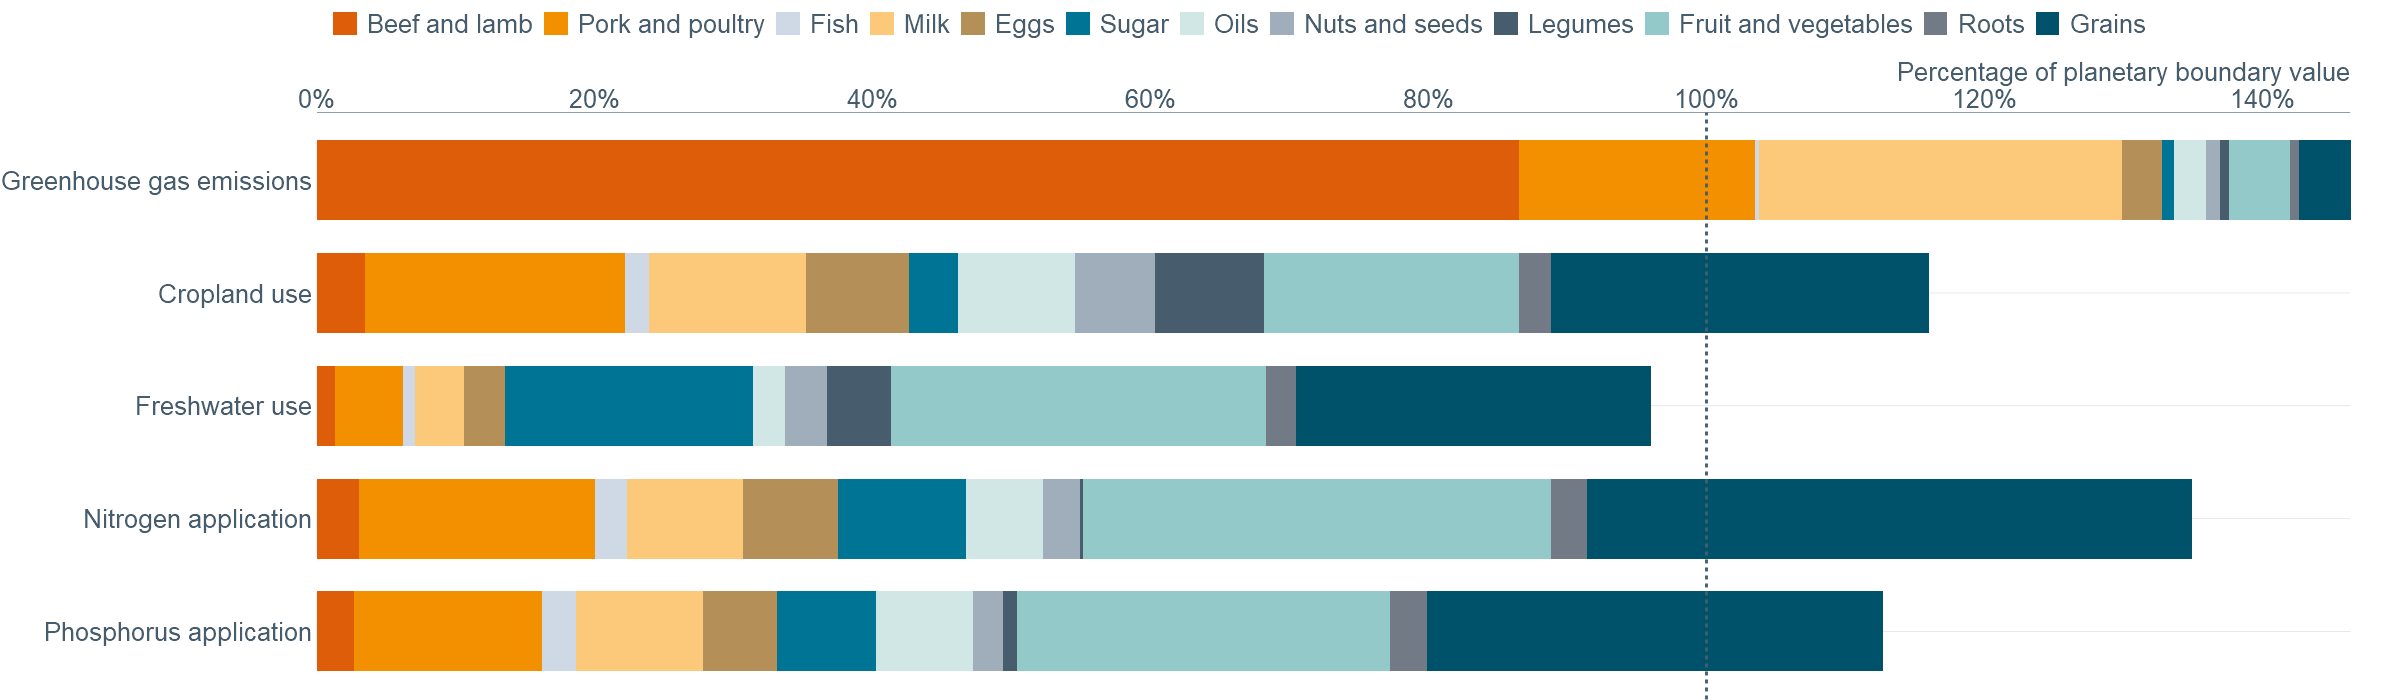 Beef and lamb Pork and poultry Fish Milk Eggs Sugar Oils Nuts and seeds Legumes Fruit and vegetables Roots Grains
Percentage of planetary boundary value
0% 20% 40% 60% 80% 100% 120% 140%
Greenhouse gas emissions
Cropland use
Freshwater use
Nitrogen application
Phosphorus application